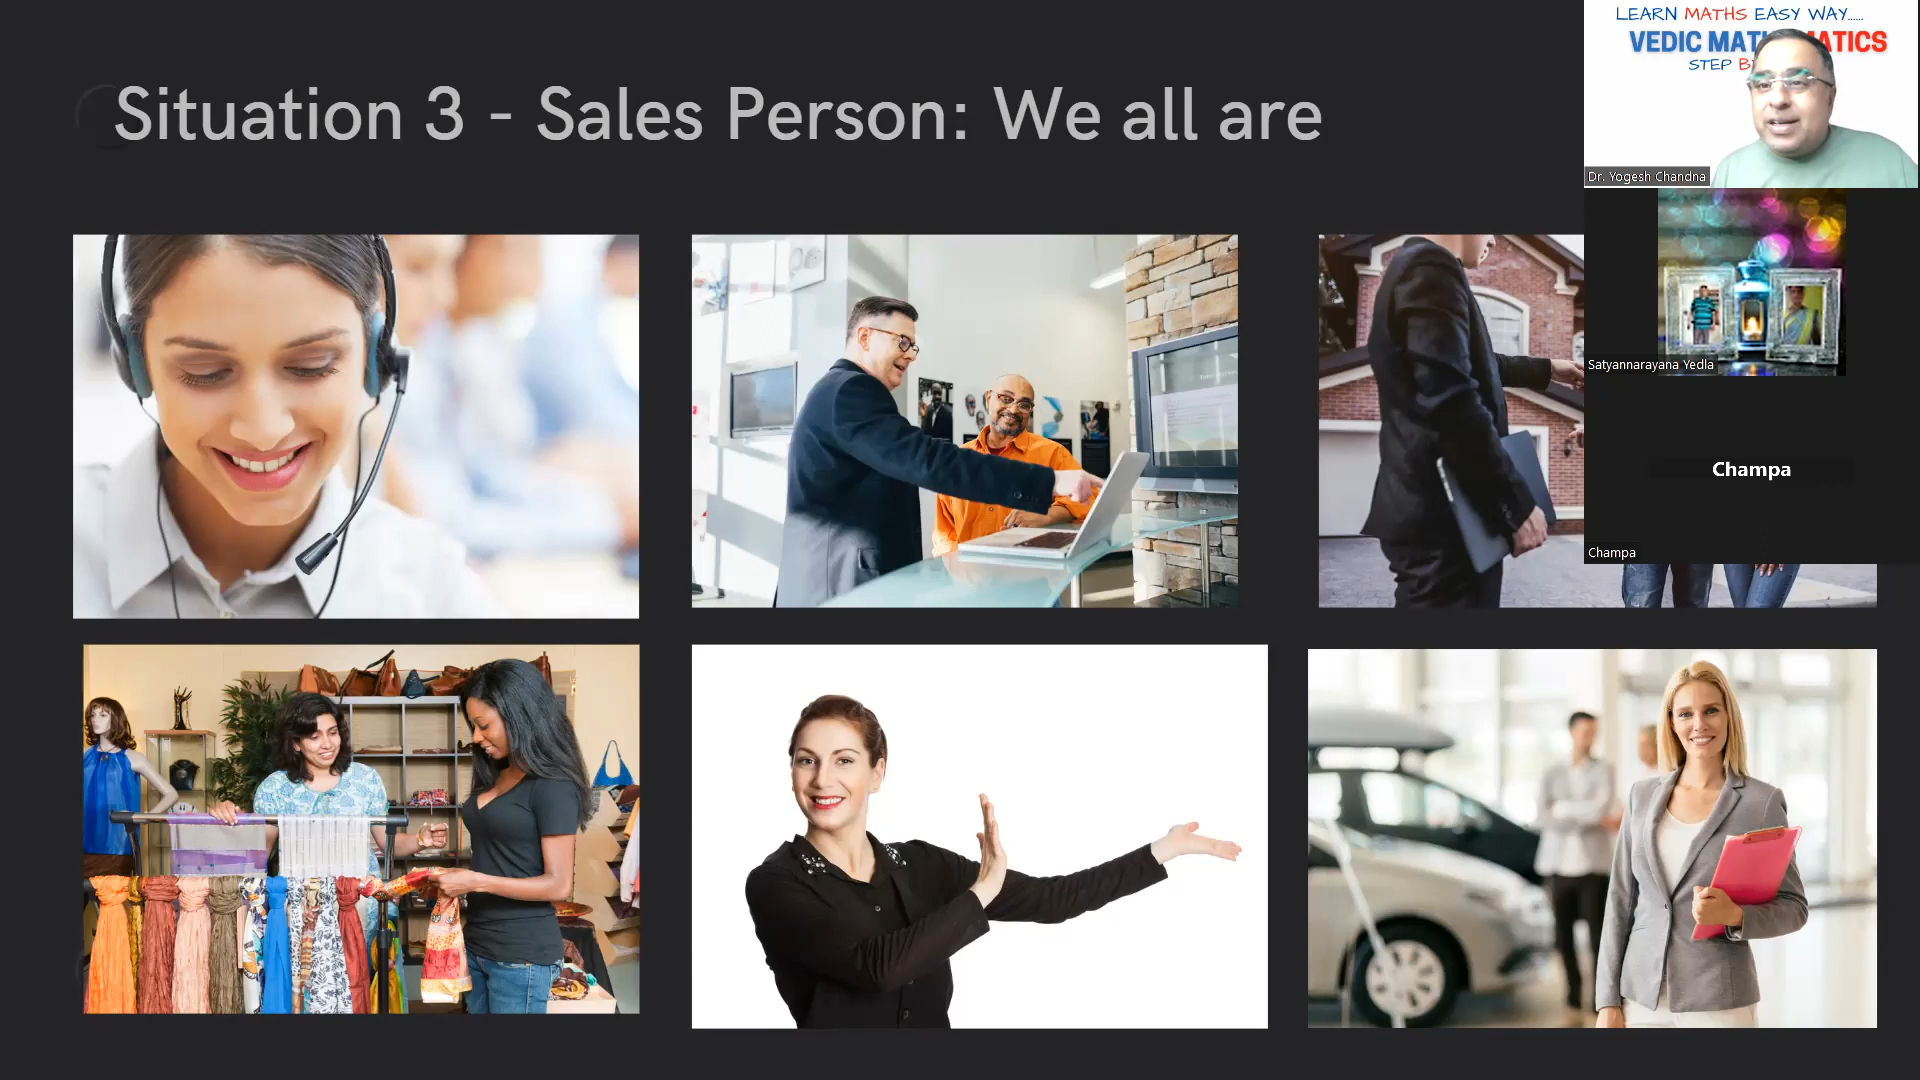 Situation 3 - Sales Person: We all are
LEARN MATHS EASY WAY......
VEDIC MAT ATICS
STEP B
Dr. Yogesh Chandna
Satyannarayana Yedla
Champa
Champa